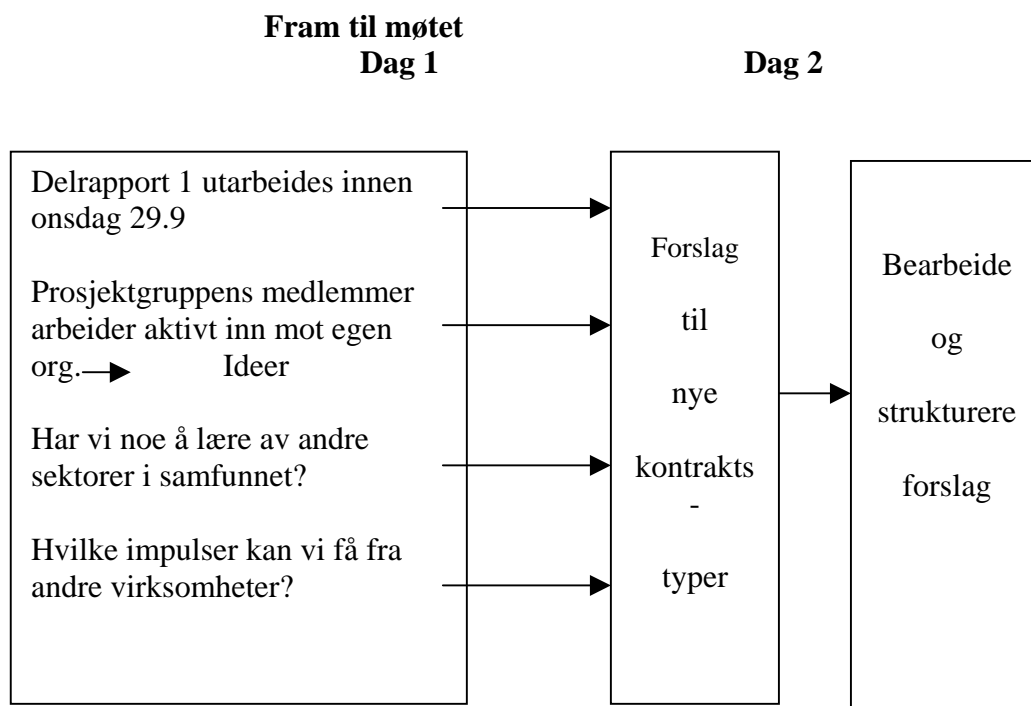 Fram til møtet
Dag 1
Dag 2
Delrapport 1 utarbeides innen
onsdag 29.9
Prosjektgruppens medlemmer
arbeider aktivt inn mot egen
org. Ideer
Har vi noe å lære av andre
sektorer i samfunnet?
Hvilke impulser kan vi få fra
andre virksomheter?
Forslag
til
nye
kontrakts
-
typer
Bearbeide
og
strukturere
forslag